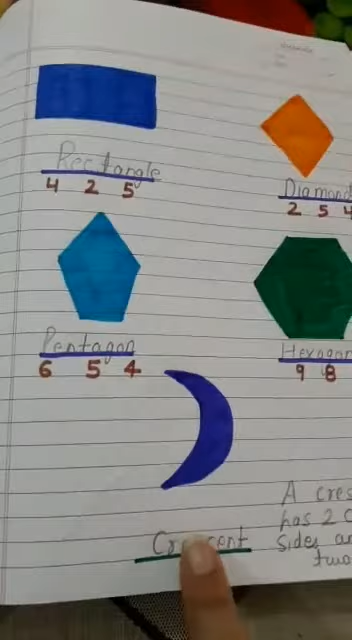 Rectangle
4 2 5
Diamond
2 5 4
Pentagon
6 5 4
Hexagon
9 8
A cres
has 2 c
sides an
two